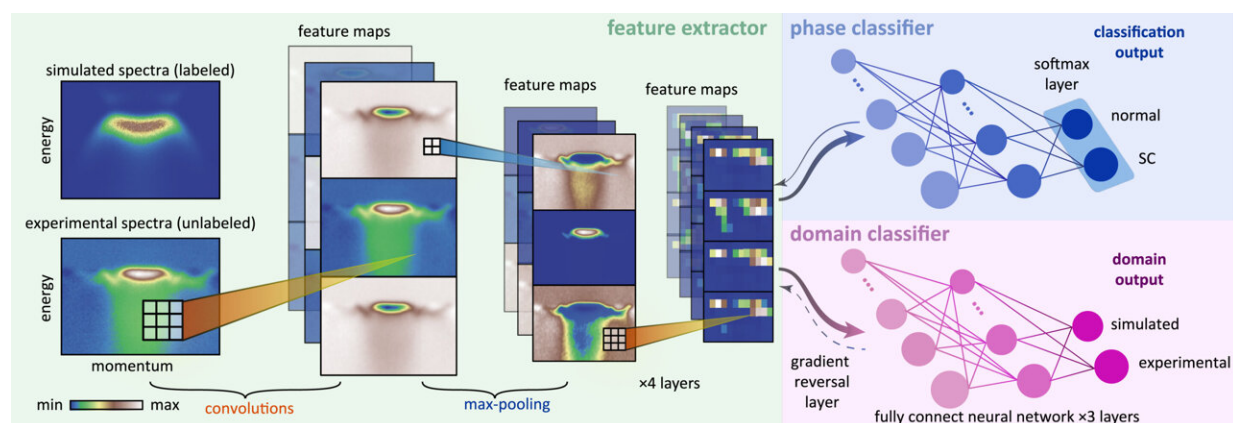 feature extractor
feature maps
simulated spectra (labeled)
energy
experimental spectra (unlabeled)
energy
momentum
min
max
convolutions
feature maps
max-pooling
feature maps
×4 layers
phase classifier
classification
output
softmax
layer
normal
SC
domain classifier
domain
output
simulated
experimental
gradient
reversal
layer
fully connect neural network ×3 layers